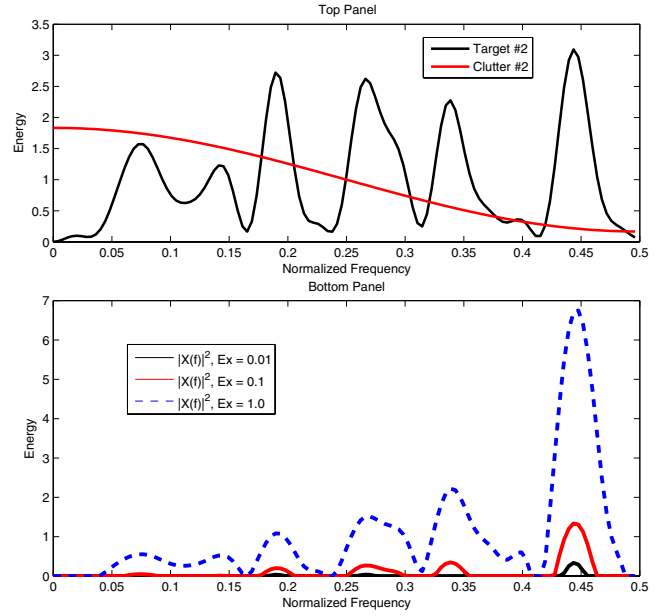 Top Panel
3.5
3
2.5
2
1.5
1
0.5
0
Energy
Target #2
Clutter #2
0 0.05 0.1 0.15 0.2 0.25 0.3 0.35 0.4 0.45 0.5
Normalized Frequency
Bottom Panel
7
6
5
4
3
2
1
0
Energy
|X(f)|², Ex = 0.01
|X(f)|², Ex = 0.1
|X(f)|², Ex = 1.0
0 0.05 0.1 0.15 0.2 0.25 0.3 0.35 0.4 0.45 0.5
Normalized Frequency